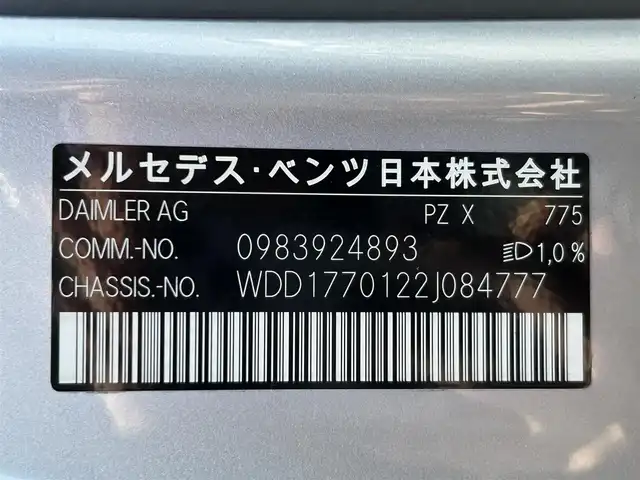 メルセデス・ベンツ日本株式会社
DAIMLER AG PZ X 775
COMM.-NO. 0983924893 1,0 %
CHASSIS.-NO. WDD1770122J084777